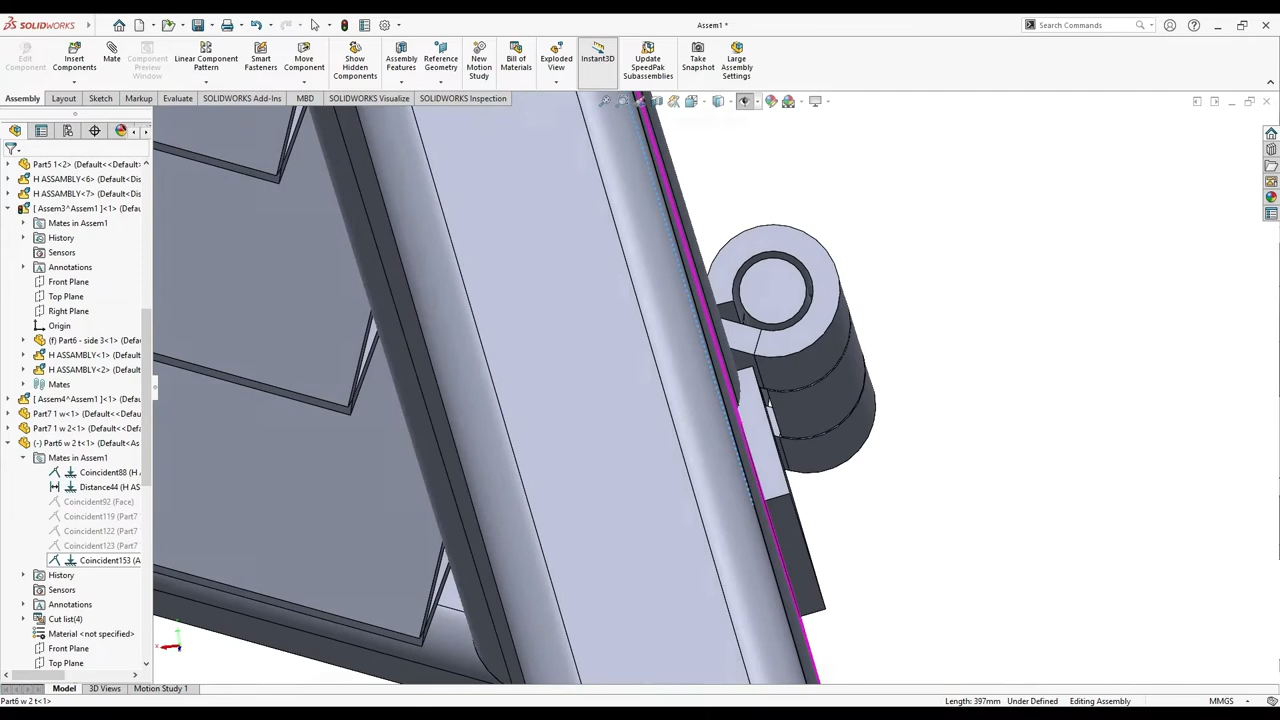 SOLIDWORKS
Assem1 *
Search Commands
Edit Component
Insert Components
Mate
Component Preview Window
Linear Component Pattern
Smart Fasteners
Move Component
Show Hidden Components
Assembly Features
Reference Geometry
New Motion Study
Bill of Materials
Exploded View
Instant3D
Update SpeedPak Subassemblies
Take Snapshot
Large Assembly Settings
Assembly Layout Sketch Markup Evaluate SOLIDWORKS Add-Ins MBD SOLIDWORKS Visualize SOLIDWORKS Inspection
Part5 1<2> (Default<<Default>
H ASSEMBLY<6> (Default<Dis
H ASSEMBLY<7> (Default<Dis
[ Assem3^Assem1 ]<1> (Defau
Mates in Assem1
History
Sensors
Annotations
Front Plane
Top Plane
Right Plane
Origin
(f) Part6 - side 3<1> (Default
H ASSEMBLY<1> (Default<D
H ASSEMBLY<2> (Default<D
Mates
[ Assem4^Assem1 ]<1> (Defau
Part7 1 w<1> (Default<<Defau
Part7 1 w 2<1> (Default<<Def
(-) Part6 w 2 t<1> (Default<As
Mates in Assem1
Coincident88 (H A
Distance44 (H AS
Coincident92 (Face)
Coincident119 (Part7
Coincident122 (Part7
Coincident123 (Part7
Coincident153 (A
History
Sensors
Annotations
Cut list(4)
Material <not specified>
Front Plane
Top Plane
Model 3D Views Motion Study 1
Part6 w 2 t<1> Length: 397mm Under Defined Editing Assembly MMGS